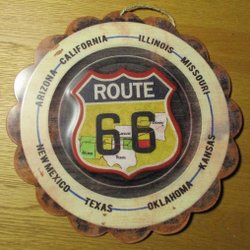 ARIZONA CALIFORNIA ILLINOIS MISSOURI
ROUTE
66
NEW MEXICO TEXAS OKLAHOMA KANSAS